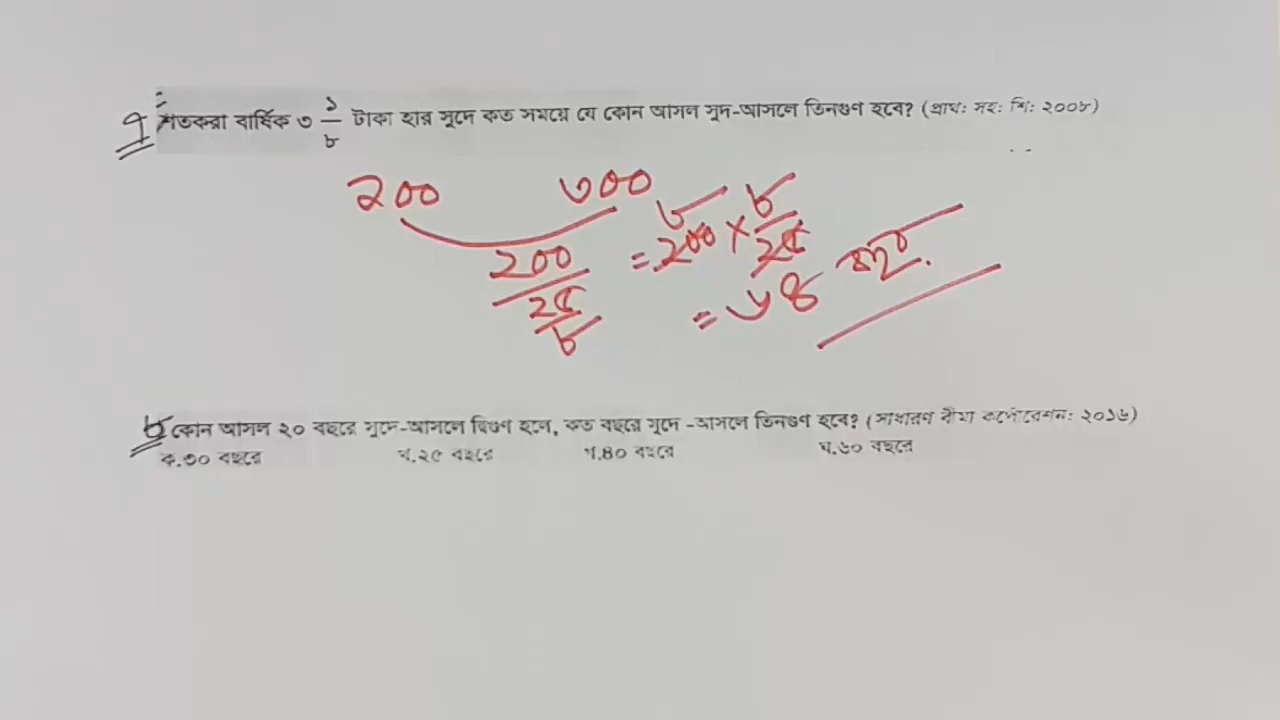 ৭ শতকরা বার্ষিক ৩ ১/৮ টাকা হার সুদে কত সময়ে যে কোন আসল সুদ-আসলে তিনগুণ হবে? (প্রাথ: সহ: শি: ২০০৮)
১০০ ৩০০
২০০/২৫/৮ = ২০০ × ৮/২৫
= ৬৪ বছর
৮ কোন আসল ২০ বছরে সুদে-আসলে দ্বিগুণ হলে, কত বছরে সুদে -আসলে তিনগুণ হবে? (সাধারণ বীমা কর্পোরেশন: ২০১৬)
ক.৩০ বছরে খ.২৫ বছরে গ.৪০ বছরে ঘ.৬০ বছরে